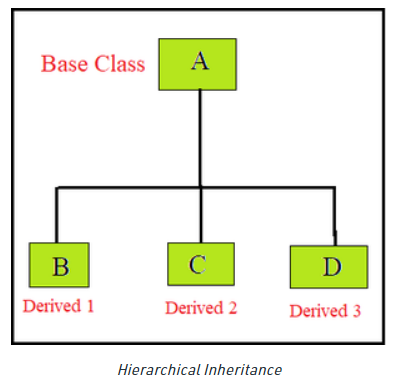 Base Class
A
B
C
D
Derived 1
Derived 2
Derived 3
Hierarchical Inheritance